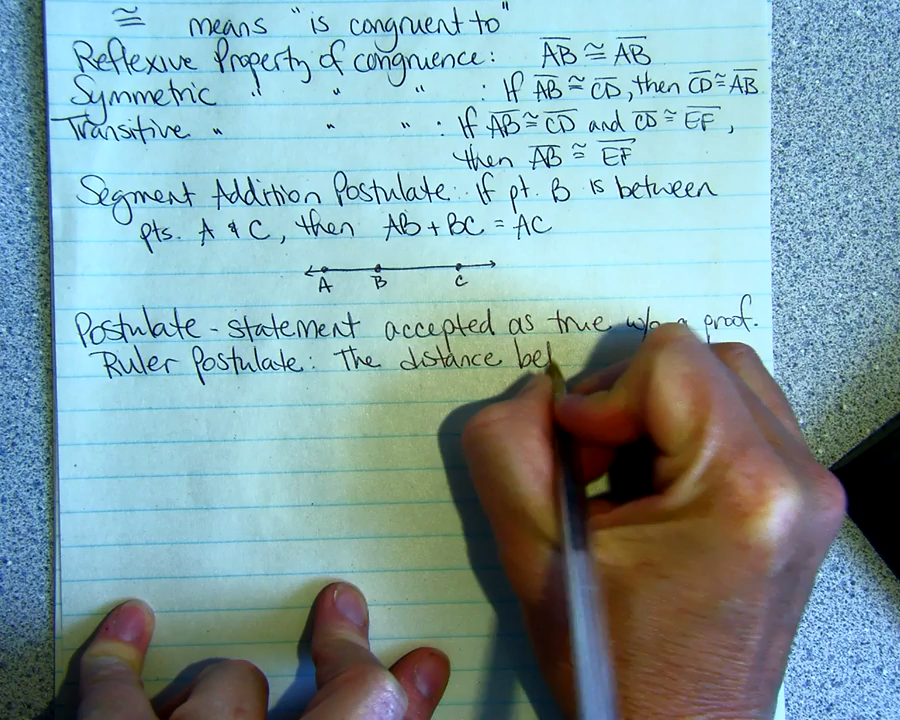 ≅ means "is congruent to"
Reflexive Property of congruence: AB ≅ AB
Symmetric " " " : If AB ≅ CD, then CD ≅ AB
Transitive " " " : If AB ≅ CD and CD ≅ EF,
then AB ≅ EF
Segment Addition Postulate: if pt. B is between
pts. A & C, then AB + BC = AC
A B C
Postulate - statement accepted as true proof.
Ruler Postulate: The distance bet